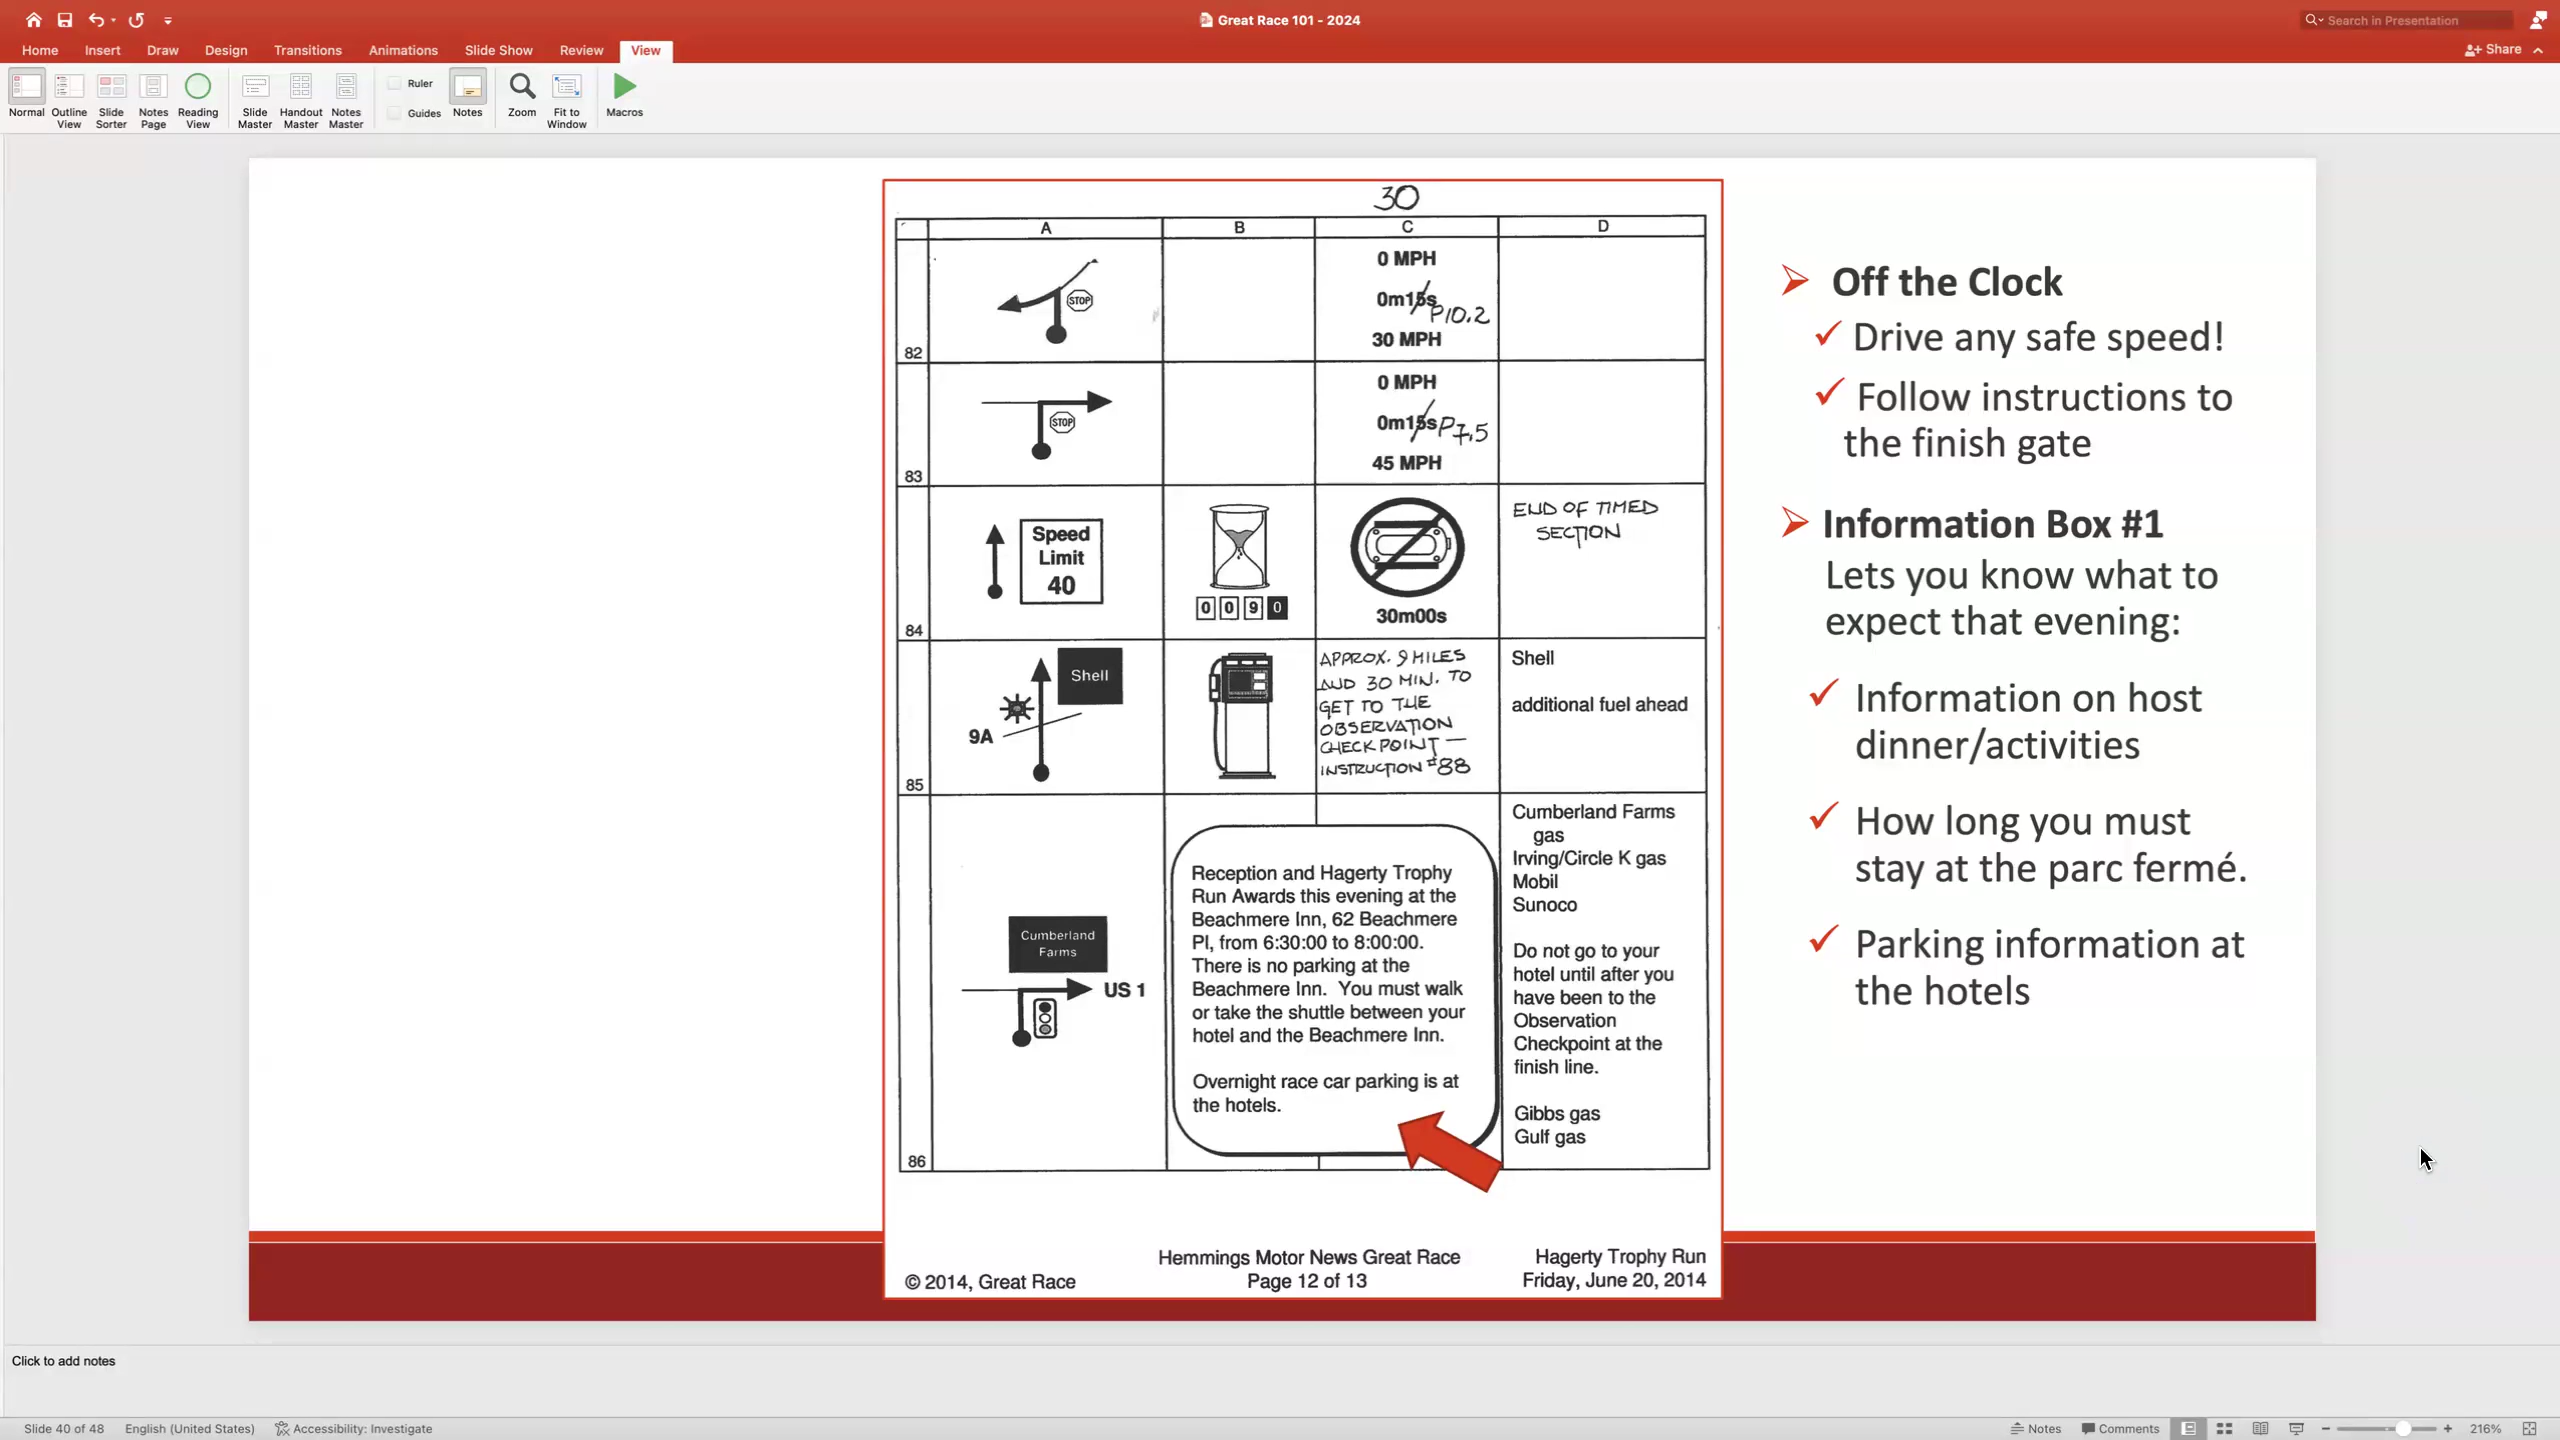 Great Race 101 - 2024
Search in Presentation
Home Insert Draw Design Transitions Animations Slide Show Review View
Share
Normal
Outline View
Slide Sorter
Notes Page
Reading View
Slide Master
Handout Master
Notes Master
Ruler
Guides
Notes
Zoom
Fit to Window
Macros
30
A B C D
STOP
0 MPH
0m15s P10.2
30 MPH
82
STOP
0 MPH
0m15s P7.5
45 MPH
83
Speed
Limit
40
0 0 9 0
30m00s
END OF TIMED
SECTION
84
Shell
9A
APPROX. 9 MILES
AND 30 MIN. TO
GET TO THE
OBSERVATION
CHECKPOINT —
INSTRUCTION #88
Shell
additional fuel ahead
85
Cumberland
Farms
US 1
Reception and Hagerty Trophy
Run Awards this evening at the
Beachmere Inn, 62 Beachmere
Pl, from 6:30:00 to 8:00:00.
There is no parking at the
Beachmere Inn. You must walk
or take the shuttle between your
hotel and the Beachmere Inn.
Overnight race car parking is at
the hotels.
Cumberland Farms
gas
Irving/Circle K gas
Mobil
Sunoco
Do not go to your
hotel until after you
have been to the
Observation
Checkpoint at the
finish line.
Gibbs gas
Gulf gas
86
© 2014, Great Race
Hemmings Motor News Great Race
Page 12 of 13
Hagerty Trophy Run
Friday, June 20, 2014
Off the Clock
Drive any safe speed!
Follow instructions to
the finish gate
Information Box #1
Lets you know what to
expect that evening:
Information on host
dinner/activities
How long you must
stay at the parc fermé.
Parking information at
the hotels
Click to add notes
Slide 40 of 48 English (United States) Accessibility: Investigate
Notes Comments 216%